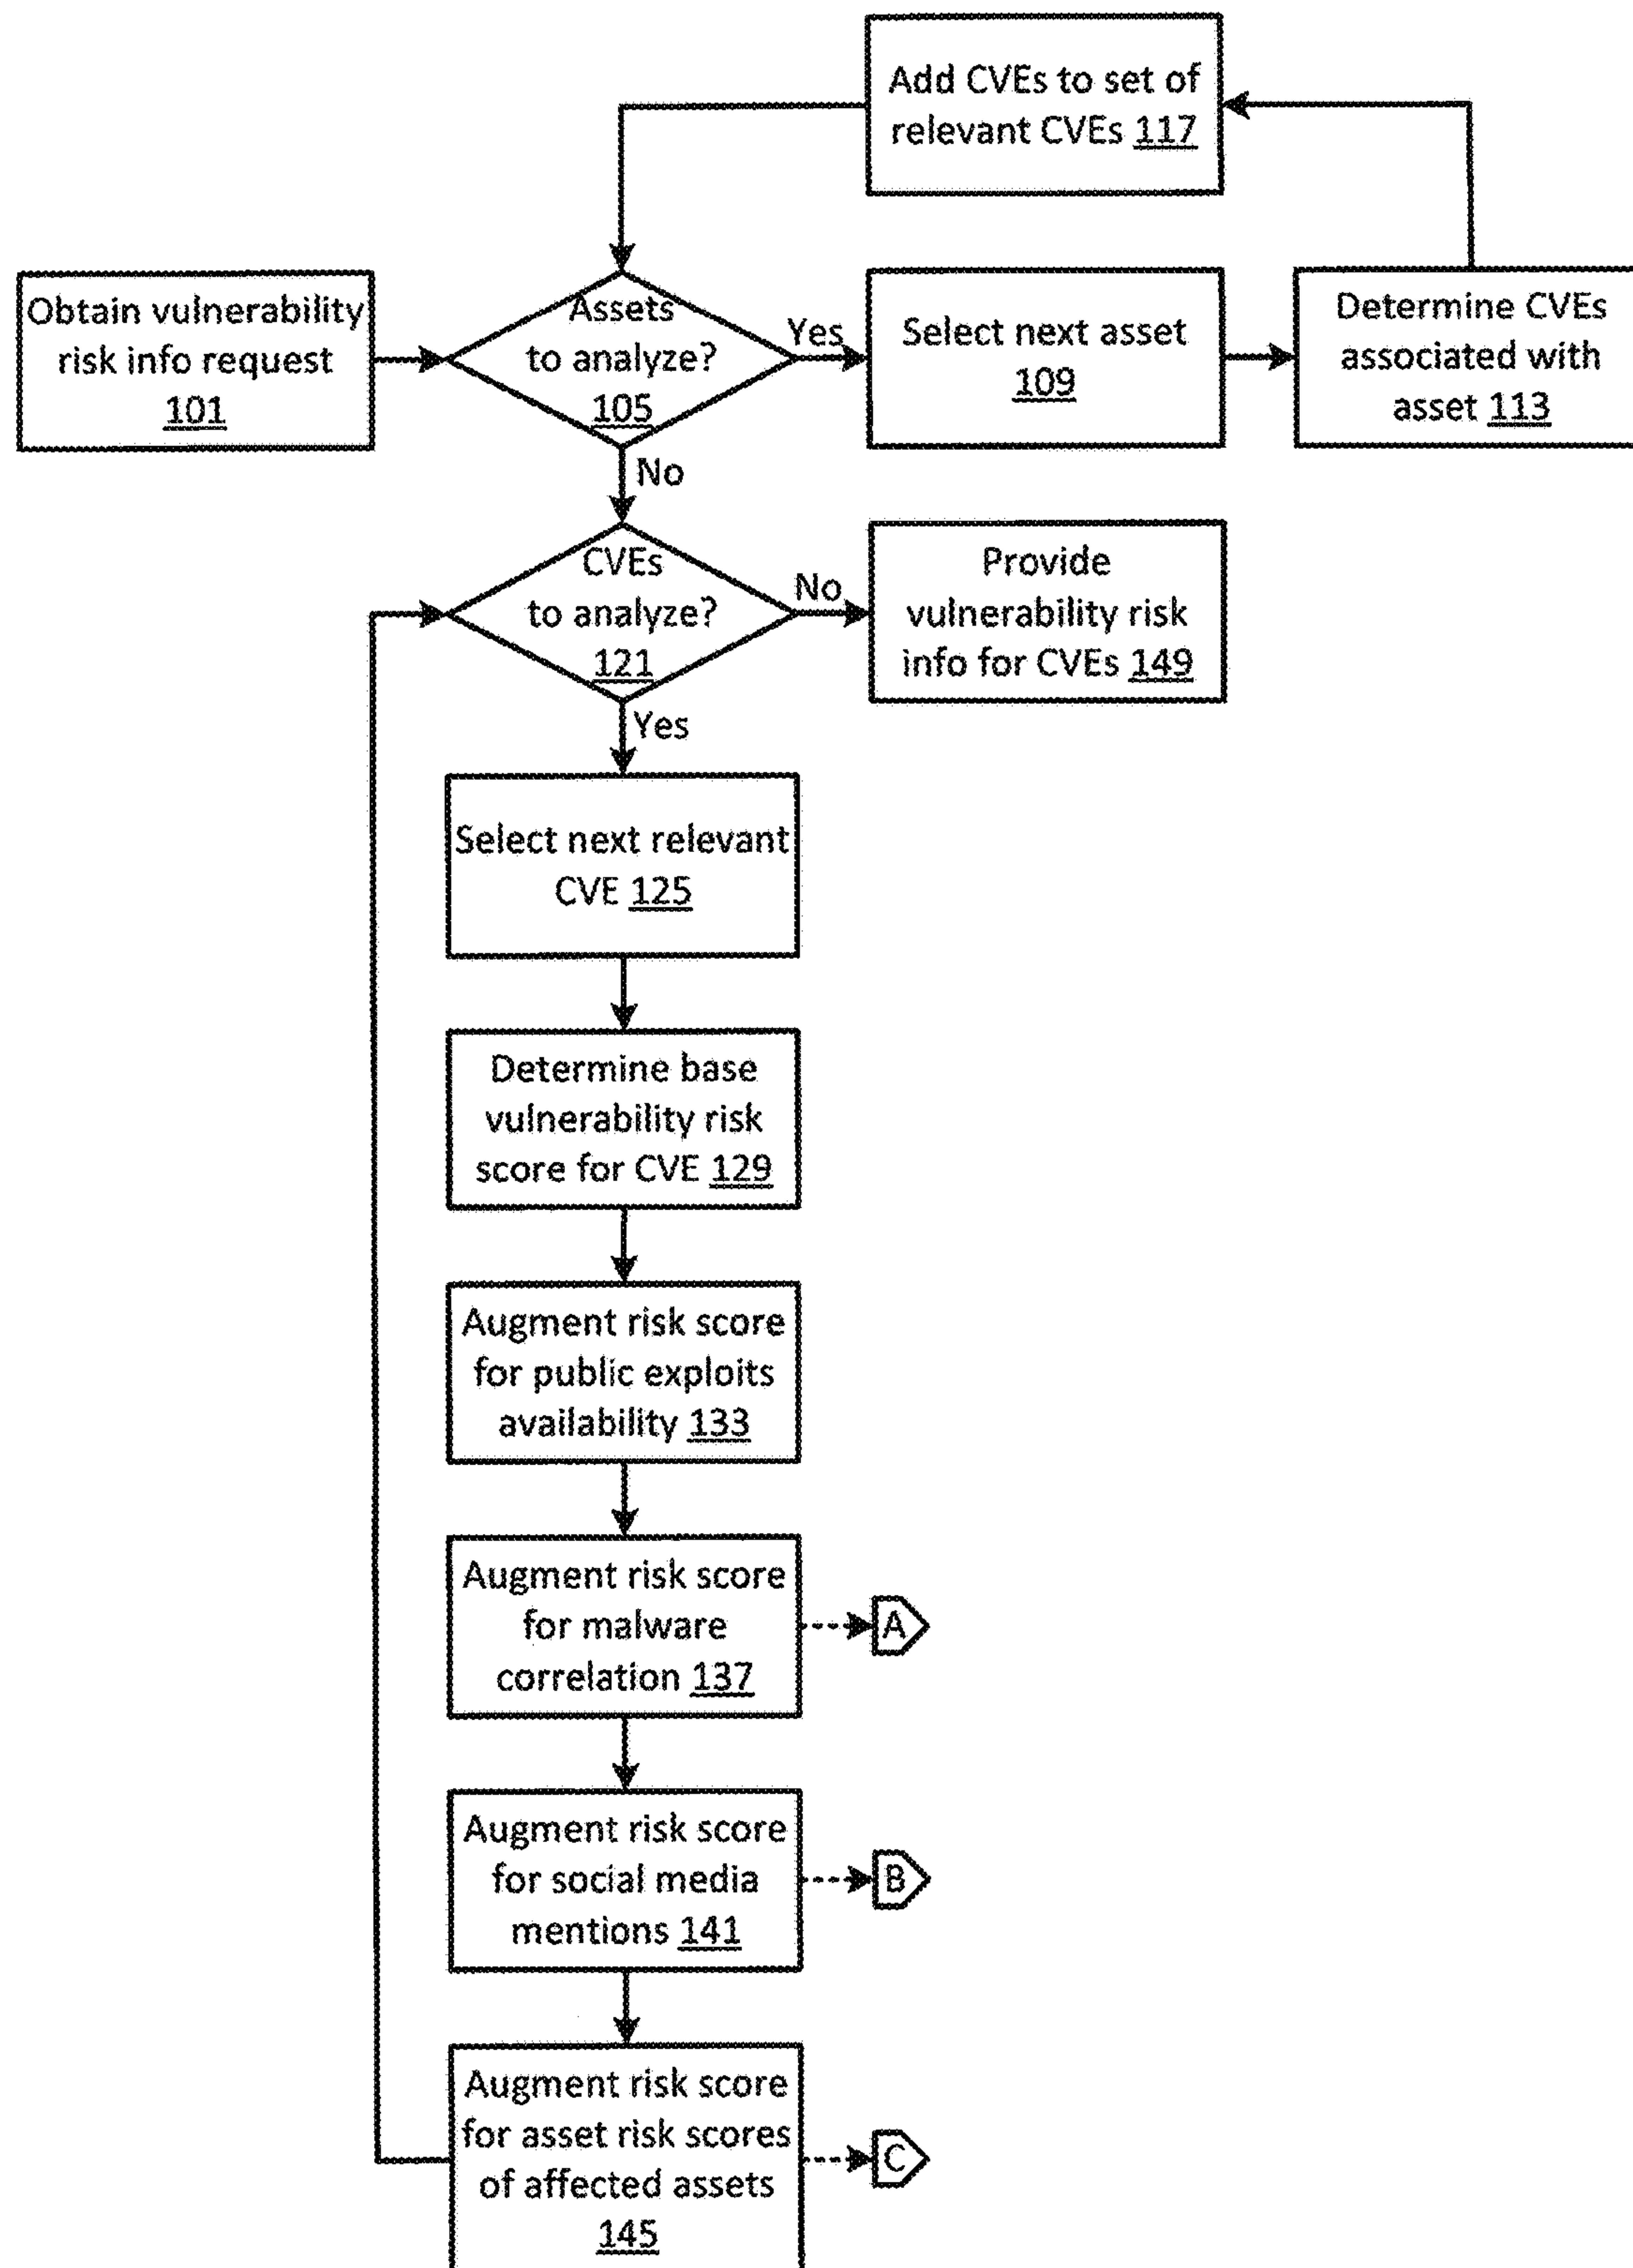 Add CVEs to set of
relevant CVEs 117
Obtain vulnerability
risk info request
101
Assets
to analyze?
105
Yes
Select next asset
109
Determine CVEs
associated with
asset 113
No
CVEs
to analyze?
121
No
Provide
vulnerability risk
info for CVEs 149
Yes
Select next relevant
CVE 125
Determine base
vulnerability risk
score for CVE 129
Augment risk score
for public exploits
availability 133
Augment risk score
for malware
correlation 137
A
Augment risk score
for social media
mentions 141
B
Augment risk score
for asset risk scores
of affected assets
145
C